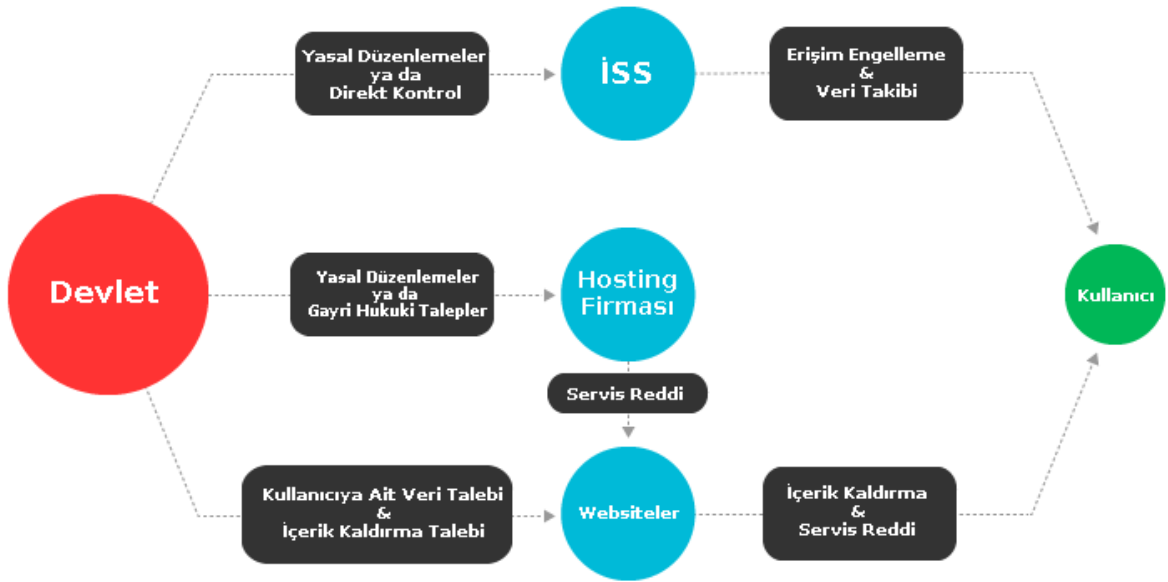 Yasal Düzenlemeler
ya da
Direkt Kontrol
İSS
Erişim Engelleme
&
Veri Takibi
Devlet
Yasal Düzenlemeler
ya da
Gayri Hukuki Talepler
Hosting
Firması
Kullanıcı
Servis Reddi
Kullanıcıya Ait Veri Talebi
&
İçerik Kaldırma Talebi
Websiteler
İçerik Kaldırma
&
Servis Reddi